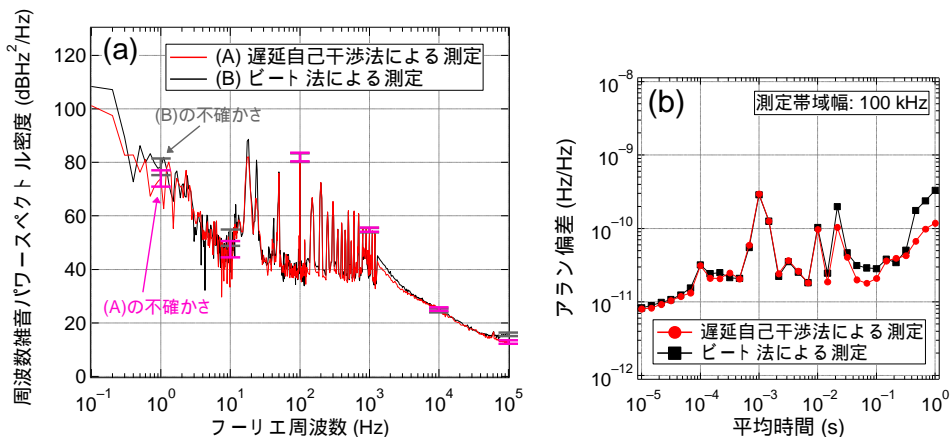 (a)
(A) 遅延自己干渉法による測定
(B) ビート法による測定
周波数雑音パワースペクトル密度 (dBHz²/Hz)
120
100
80
60
40
20
0
(B)の不確かさ
(A)の不確かさ
10⁻¹ 10⁰ 10¹ 10² 10³ 10⁴ 10⁵
フーリエ周波数 (Hz)
(b)
測定帯域幅: 100 kHz
アラン偏差 (Hz/Hz)
10⁻⁸
10⁻⁹
10⁻¹⁰
10⁻¹¹
10⁻¹²
遅延自己干渉法による測定
ビート法による測定
10⁻⁵ 10⁻⁴ 10⁻³ 10⁻² 10⁻¹ 10⁰
平均時間 (s)